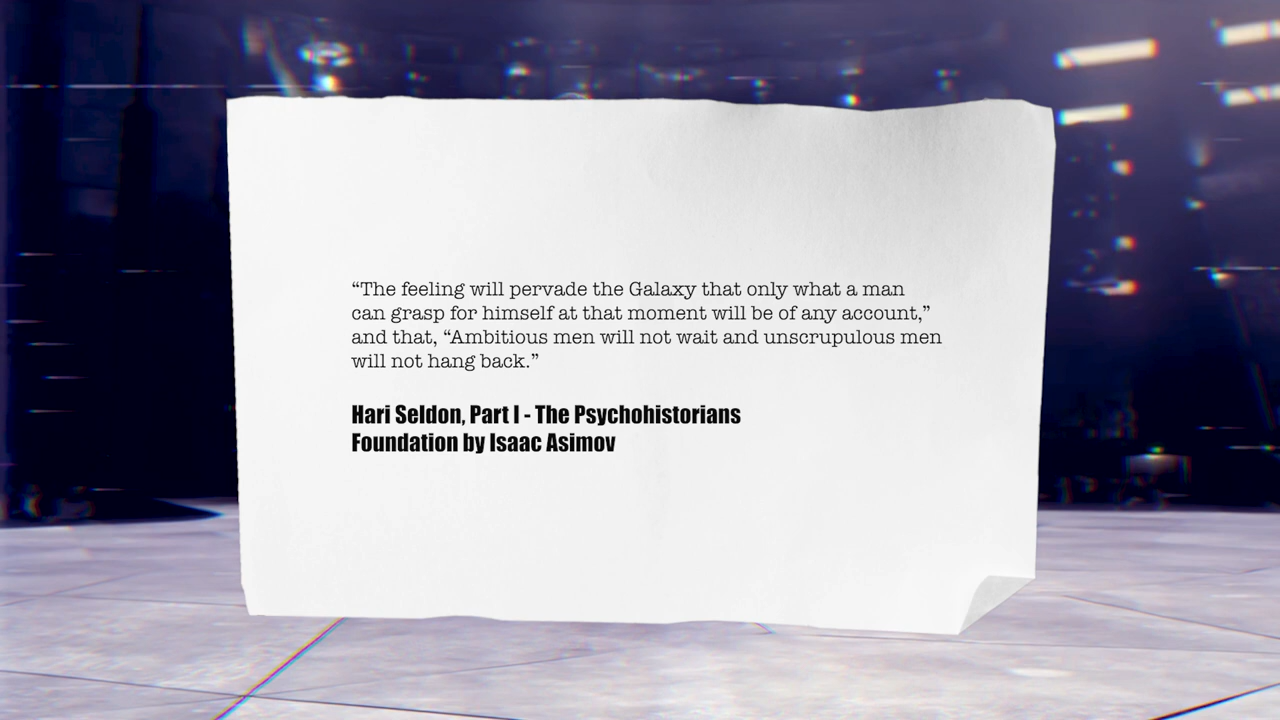 “The feeling will pervade the Galaxy that only what a man
can grasp for himself at that moment will be of any account,”
and that, “Ambitious men will not wait and unscrupulous men
will not hang back.”
Hari Seldon, Part I - The Psychohistorians
Foundation by Isaac Asimov